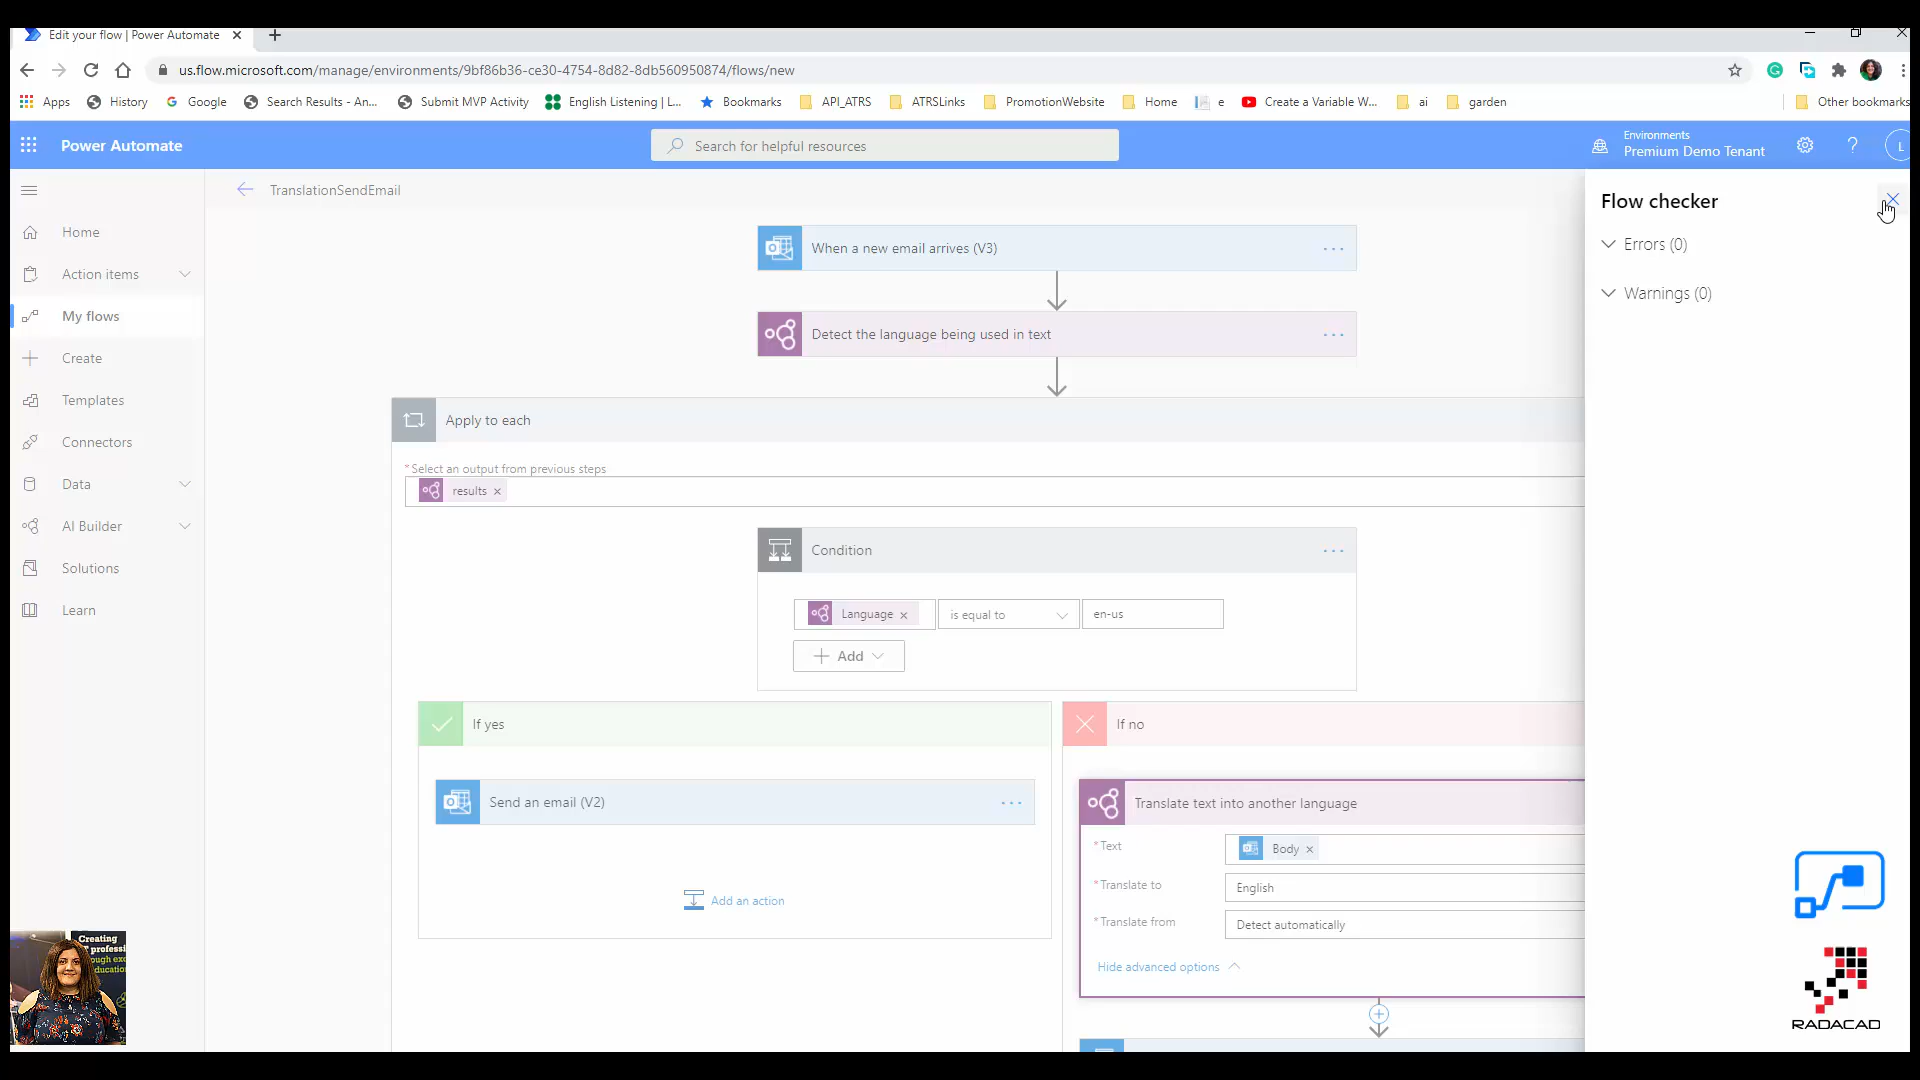 Edit your flow | Power Automate
us.flow.microsoft.com/manage/environments/9bf86b36-ce30-4754-8d82-8db560950874/flows/new
Apps
History
Google
Search Results - An...
Submit MVP Activity
English Listening | L...
Bookmarks
API_ATRS
ATRSLinks
PromotionWebsite
Home
e
Create a Variable W...
ai
garden
Other bookmarks
Power Automate
Search for helpful resources
Environments
Premium Demo Tenant
L
TranslationSendEmail
Home
Action items
My flows
Create
Templates
Connectors
Data
AI Builder
Solutions
Learn
When a new email arrives (V3)
Detect the language being used in text
Apply to each
*Select an output from previous steps
results
Condition
Language
is equal to
en-us
Add
If yes
Send an email (V2)
Add an action
If no
Translate text into another language
*Text
Body
*Translate to
English
*Translate from
Detect automatically
Hide advanced options
Flow checker
Errors (0)
Warnings (0)
Creating
RADACAD